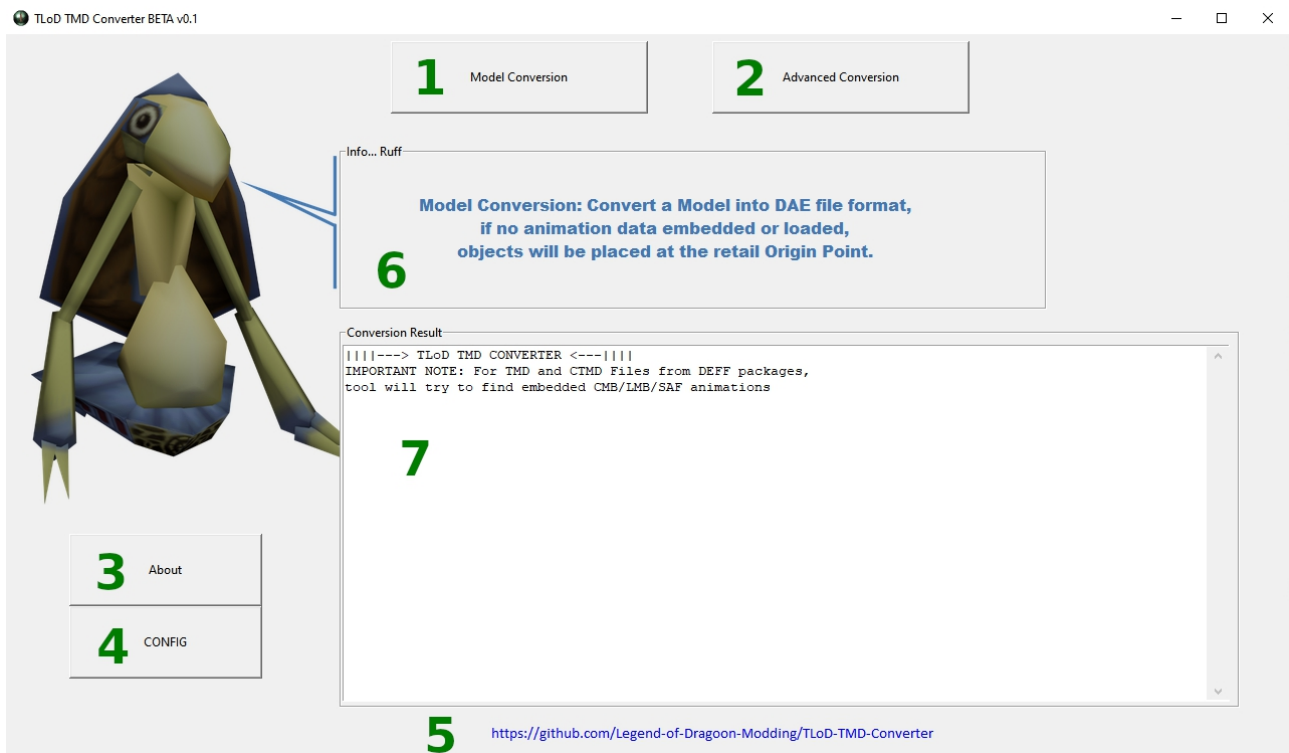 TLoD TMD Converter BETA v0.1
1 Model Conversion
2 Advanced Conversion
Info... Ruff
Model Conversion: Convert a Model into DAE file format,
if no animation data embedded or loaded,
objects will be placed at the retail Origin Point.
6
Conversion Result
||||---> TLoD TMD CONVERTER <---||||
IMPORTANT NOTE: For TMD and CTMD Files from DEFF packages,
tool will try to find embedded CMB/LMB/SAF animations
7
3 About
4 CONFIG
5 https://github.com/Legend-of-Dragoon-Modding/TLoD-TMD-Converter